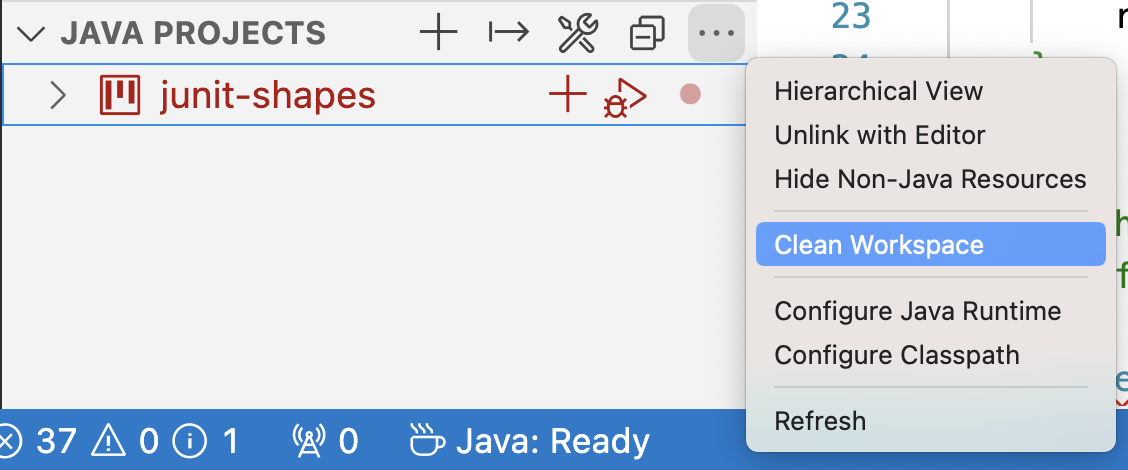 JAVA PROJECTS
23
junit-shapes
Hierarchical View
Unlink with Editor
Hide Non-Java Resources
Clean Workspace
Configure Java Runtime
Configure Classpath
Refresh
37 0 1 0 Java: Ready